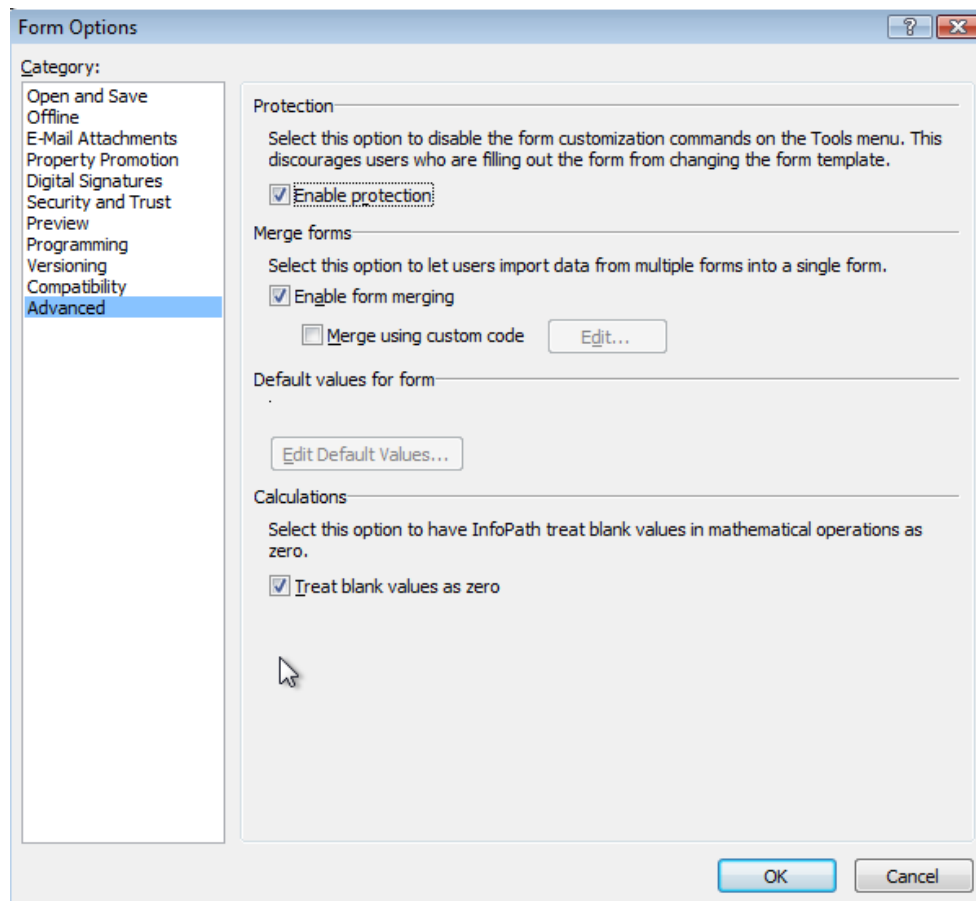 Form Options
Category:
Open and Save
Offline
E-Mail Attachments
Property Promotion
Digital Signatures
Security and Trust
Preview
Programming
Versioning
Compatibility
Advanced
Protection
Select this option to disable the form customization commands on the Tools menu. This
discourages users who are filling out the form from changing the form template.
Enable protection
Merge forms
Select this option to let users import data from multiple forms into a single form.
Enable form merging
Merge using custom code
Edit...
Default values for form
.
Edit Default Values...
Calculations
Select this option to have InfoPath treat blank values in mathematical operations as
zero.
Treat blank values as zero
OK
Cancel